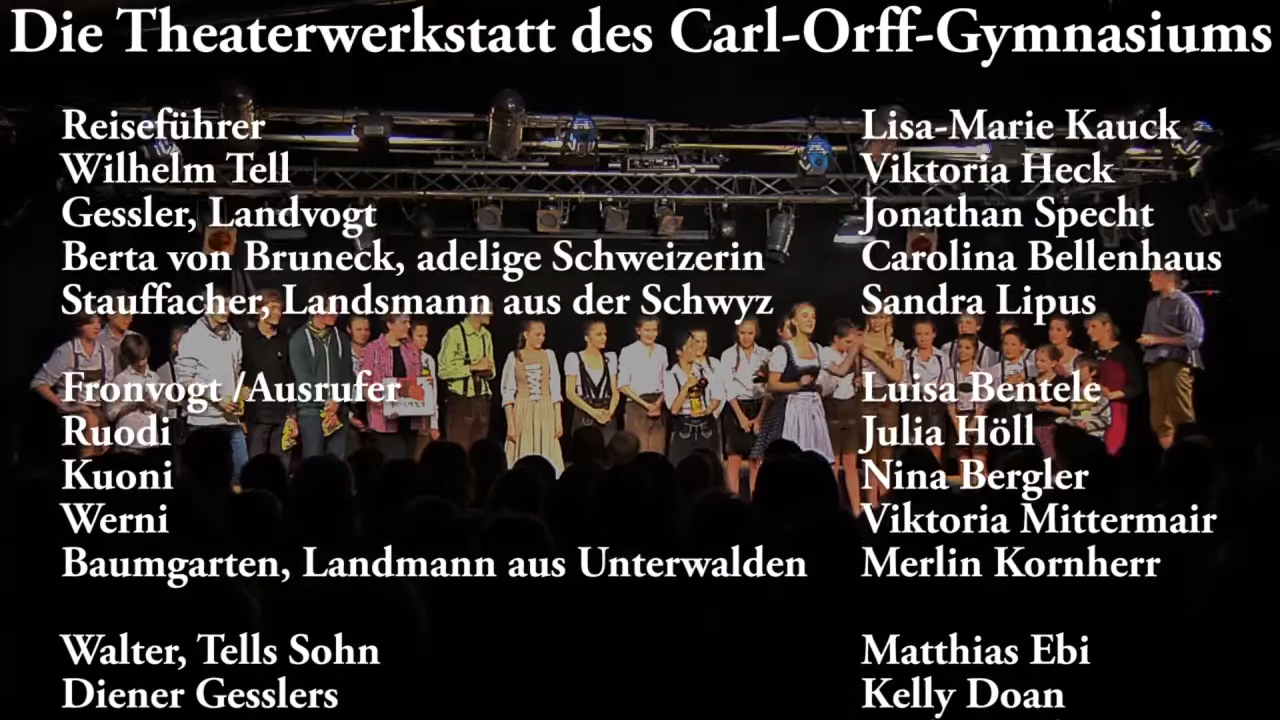 Die Theaterwerkstatt des Carl-Orff-Gymnasiums
Reiseführer Lisa-Marie Kauck
Wilhelm Tell Viktoria Heck
Gessler, Landvogt Jonathan Specht
Berta von Bruneck, adelige Schweizerin Carolina Bellenhaus
Stauffacher, Landsmann aus der Schwyz Sandra Lipus
Fronvogt /Ausrufer Luisa Bentele
Ruodi Julia Höll
Kuoni Nina Bergler
Werni Viktoria Mittermair
Baumgarten, Landmann aus Unterwalden Merlin Kornherr
Walter, Tells Sohn Matthias Ebi
Diener Gesslers Kelly Doan